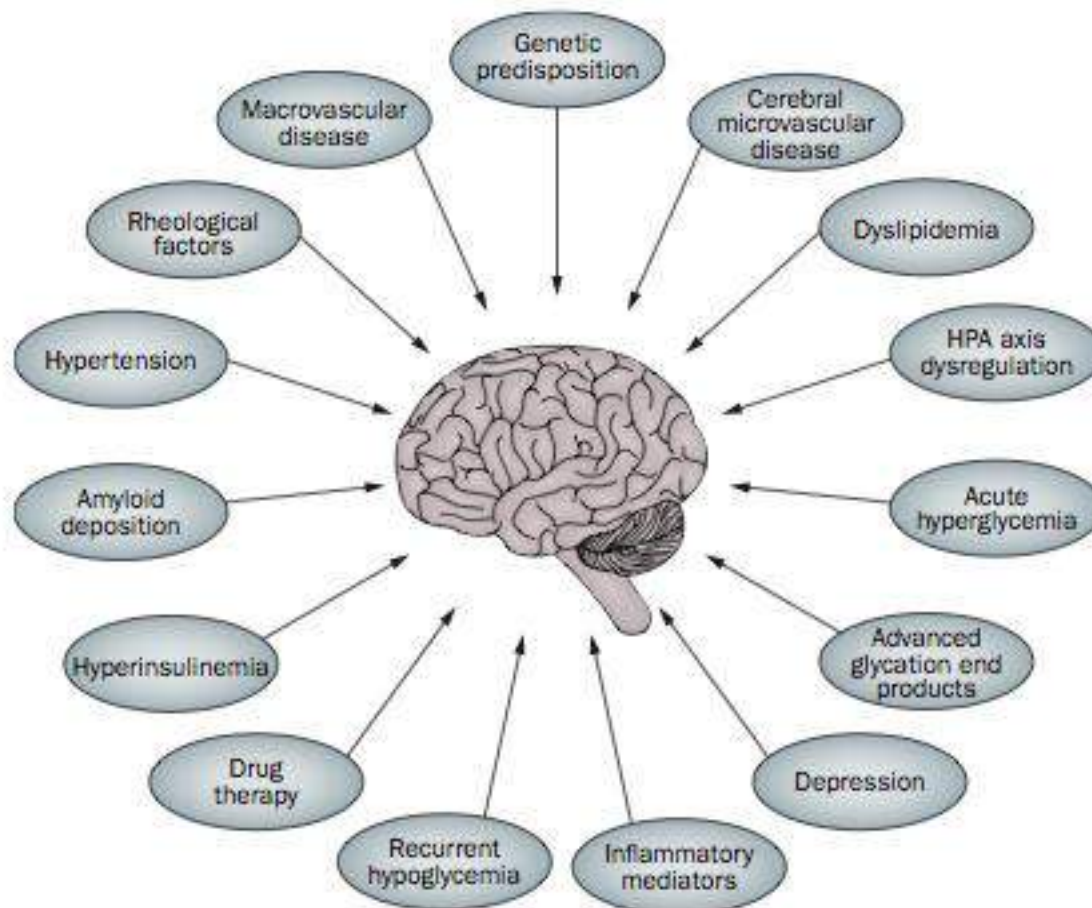 Genetic
predisposition
Cerebral
microvascular
disease
Dyslipidemia
HPA axis
dysregulation
Acute
hyperglycemia
Advanced
glycation end
products
Depression
Inflammatory
mediators
Recurrent
hypoglycemia
Drug
therapy
Hyperinsulinemia
Amyloid
deposition
Hypertension
Rheological
factors
Macrovascular
disease